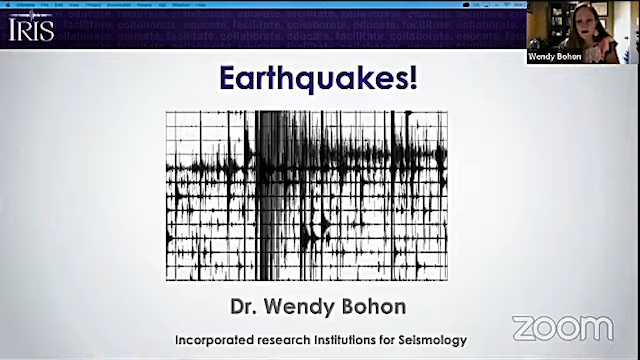 IRIS
Wendy Bohon
Earthquakes!
Dr. Wendy Bohon
Incorporated research Institutions for Seismology
zoom